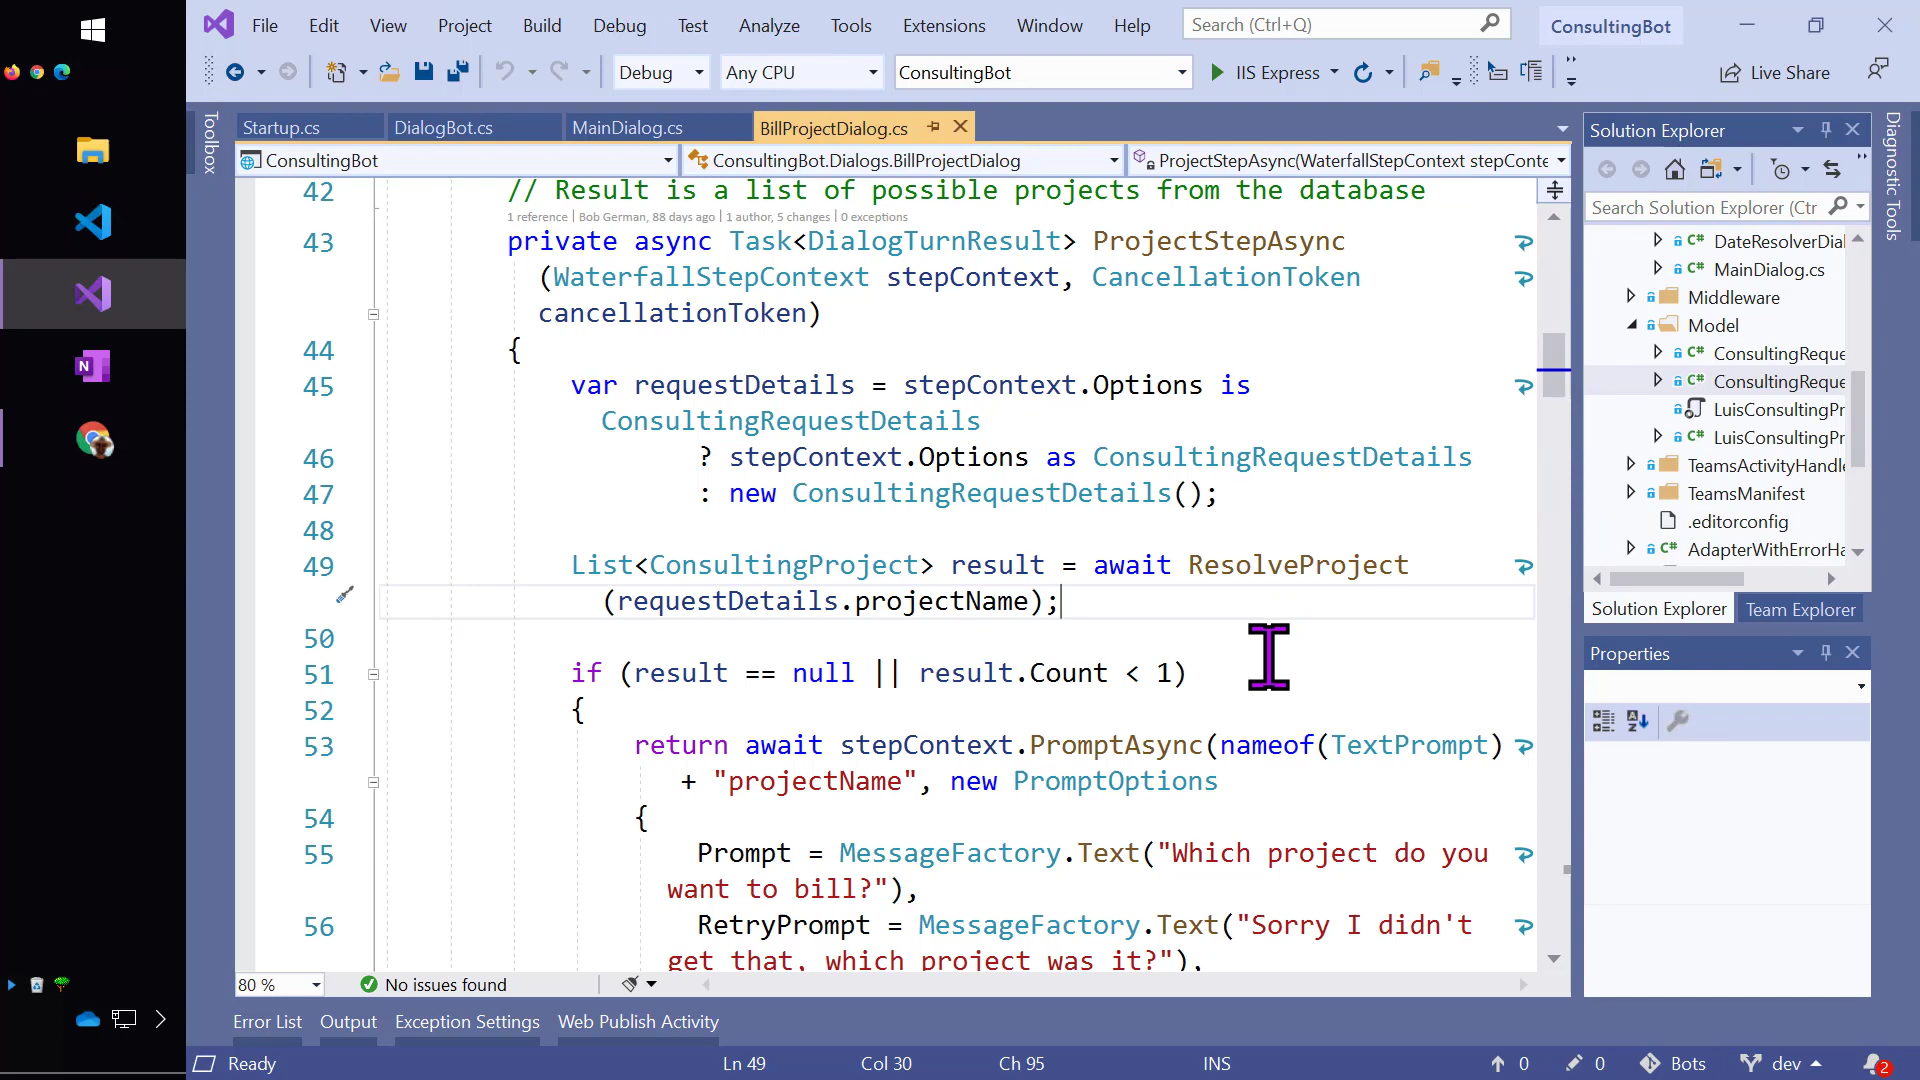 File Edit View Project Build Debug Test Analyze Tools Extensions Window Help Search (Ctrl+Q) ConsultingBot
Debug Any CPU ConsultingBot IIS Express Live Share
Toolbox
Startup.cs DialogBot.cs MainDialog.cs BillProjectDialog.cs
ConsultingBot ConsultingBot.Dialogs.BillProjectDialog ProjectStepAsync(WaterfallStepContext stepConte
42 // Result is a list of possible projects from the database
1 reference | Bob German, 88 days ago | 1 author, 5 changes | 0 exceptions
43 private async Task<DialogTurnResult> ProjectStepAsync
(WaterfallStepContext stepContext, CancellationToken
cancellationToken)
44 {
45 var requestDetails = stepContext.Options is
ConsultingRequestDetails
46 ? stepContext.Options as ConsultingRequestDetails
47 : new ConsultingRequestDetails();
48
49 List<ConsultingProject> result = await ResolveProject
(requestDetails.projectName);
50
51 if (result == null || result.Count < 1)
52 {
53 return await stepContext.PromptAsync(nameof(TextPrompt)
+ "projectName", new PromptOptions
54 {
55 Prompt = MessageFactory.Text("Which project do you
want to bill?"),
56 RetryPrompt = MessageFactory.Text("Sorry I didn't
get that, which project was it?"),
80 % No issues found
Error List Output Exception Settings Web Publish Activity
Solution Explorer
Search Solution Explorer (Ctr
C# DateResolverDial
C# MainDialog.cs
Middleware
Model
C# ConsultingReque
C# ConsultingReque
LuisConsultingPr
C# LuisConsultingPr
TeamsActivityHandle
TeamsManifest
.editorconfig
C# AdapterWithErrorHa
Solution Explorer Team Explorer
Properties
Diagnostic Tools
N
Ready Ln 49 Col 30 Ch 95 INS 0 0 Bots dev 2